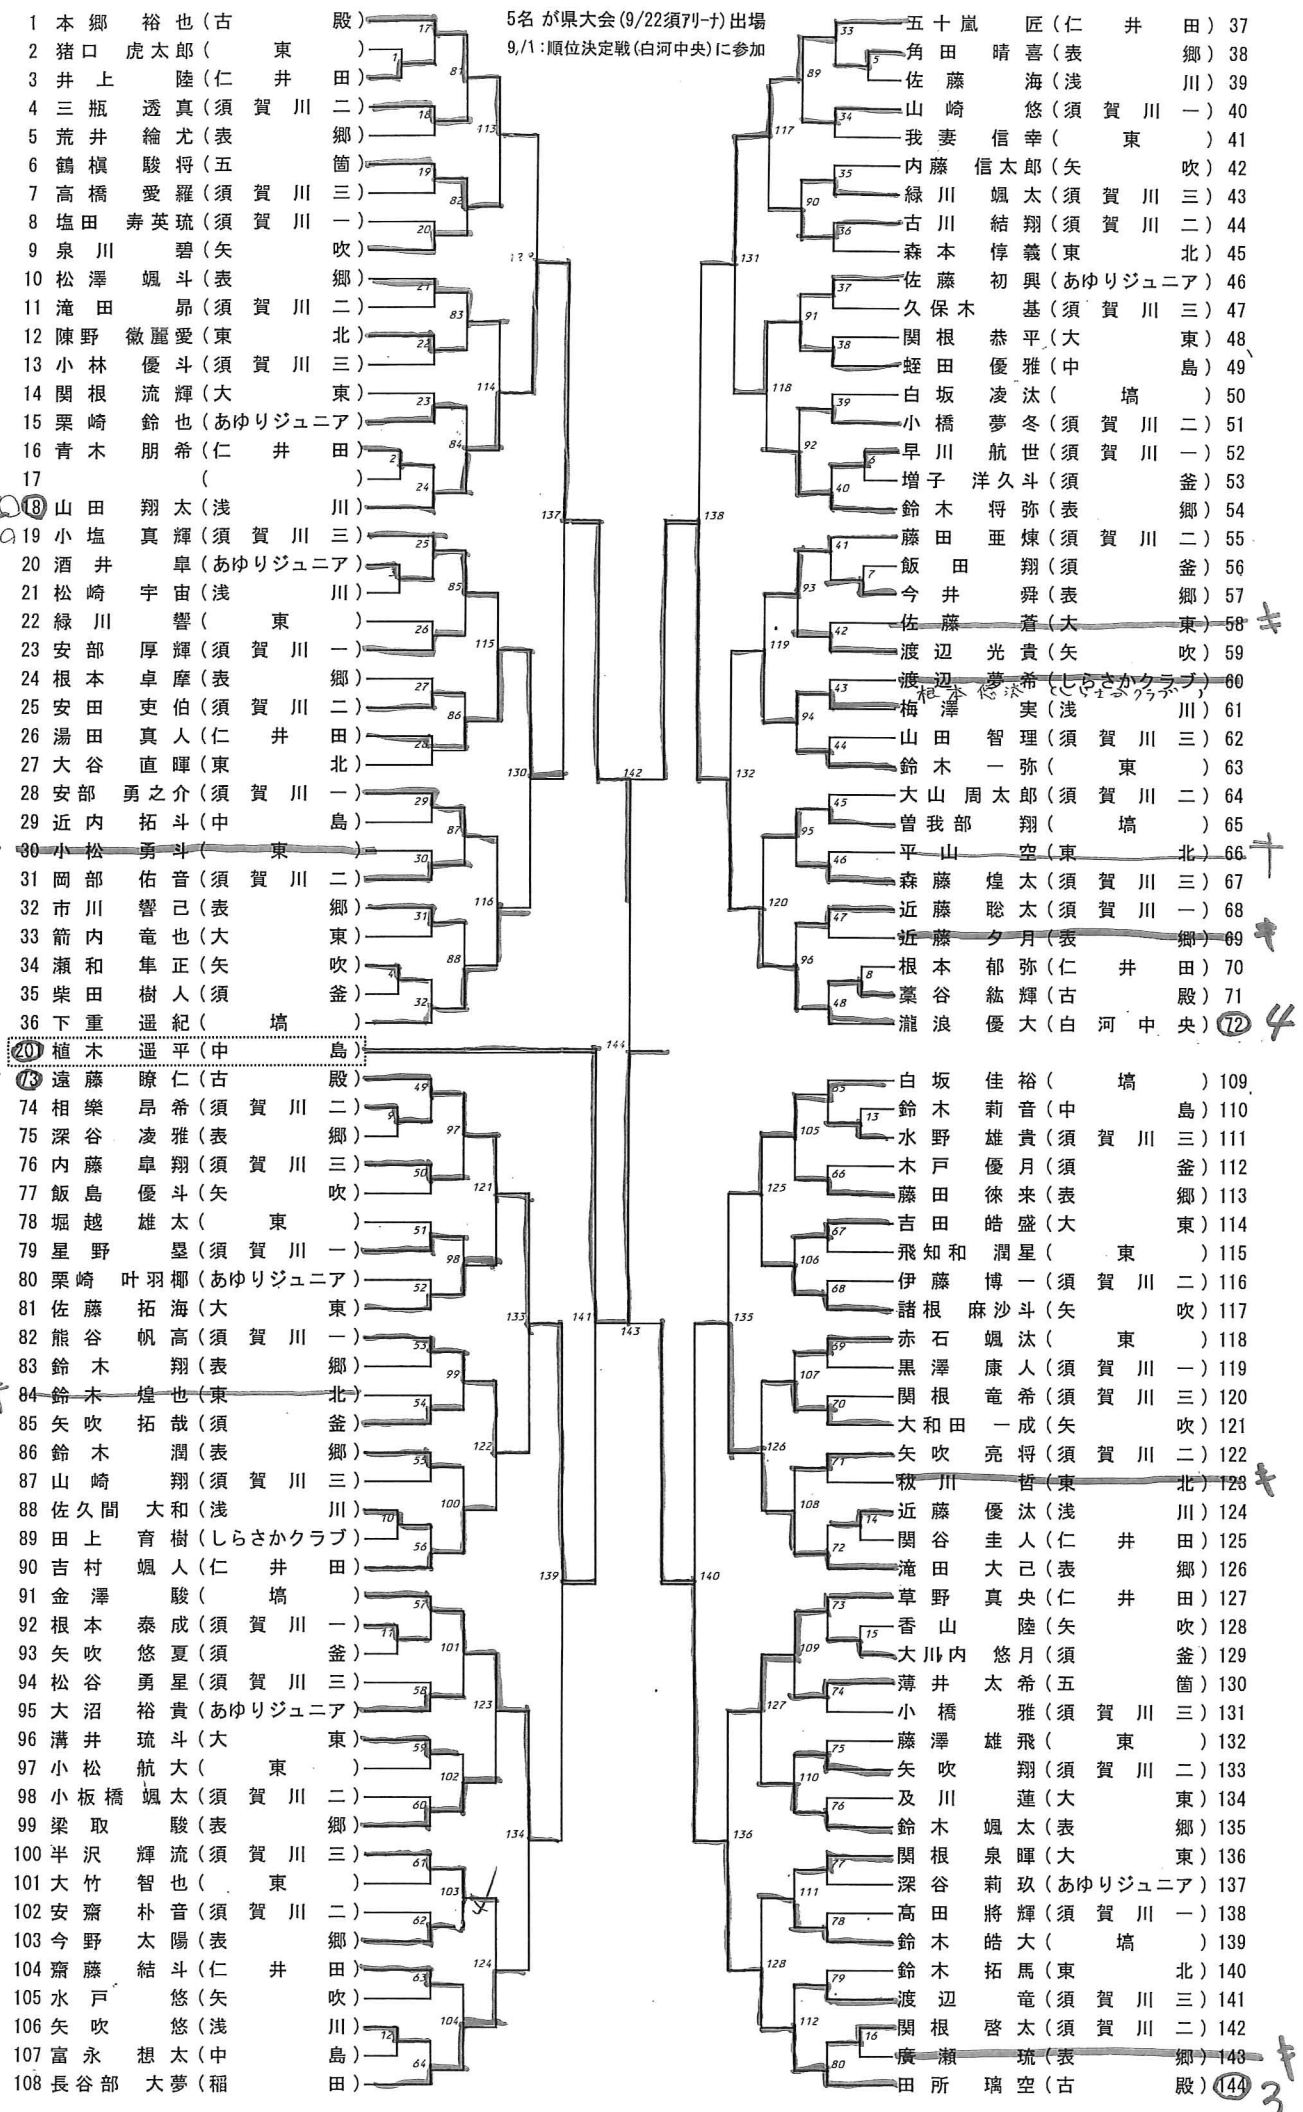 5名 が県大会(9/22須ｱﾘｰﾅ)出場
9/1:順位決定戦(白河中央)に参加
1 本郷 裕也(古殿)
2 猪口 虎太郎(東)
3 井上 陸(仁井田)
4 三瓶 透真(須賀川二)
5 荒井 綸尤(表郷)
6 鶴槇 駿将(五箇)
7 高橋 愛羅(須賀川三)
8 塩田 寿英琉(須賀川一)
9 泉川 碧(矢吹)
10 松澤 颯斗(表郷)
11 滝田 昴(須賀川二)
12 陳野 徽麗愛(東北)
13 小林 優斗(須賀川三)
14 関根 流輝(大東)
15 栗崎 鈴也(あゆりジュニア)
16 青木 朋希(仁井田)
17 ( )
18 山田 翔太(浅川)
19 小塩 真輝(須賀川三)
20 酒井 皐(あゆりジュニア)
21 松崎 宇宙(浅川)
22 緑川 響(東)
23 安部 厚輝(須賀川一)
24 根本 卓摩(表郷)
25 安田 吏伯(須賀川二)
26 湯田 真人(仁井田)
27 大谷 直暉(東北)
28 安部 勇之介(須賀川一)
29 近内 拓斗(中島)
30 小松 勇斗(東)
31 岡部 佑音(須賀川二)
32 市川 響己(表郷)
33 箭内 竜也(大東)
34 瀬和 隼正(矢吹)
35 柴田 樹人(須釜)
36 下重 遥紀(塙)
201 植木 遥平(中島)
73 遠藤 瞭仁(古殿)
74 相樂 昂希(須賀川二)
75 深谷 凌雅(表郷)
76 内藤 皐翔(須賀川三)
77 飯島 優斗(矢吹)
78 堀越 雄太(東)
79 星野 塁(須賀川一)
80 栗崎 叶羽椰(あゆりジュニア)
81 佐藤 拓海(大東)
82 熊谷 帆高(須賀川一)
83 鈴木 翔(表郷)
84 鈴木 煌也(東北)
85 矢吹 拓哉(須釜)
86 鈴木 潤(表郷)
87 山崎 翔(須賀川三)
88 佐久間 大和(浅川)
89 田上 育樹(しらさかクラブ)
90 吉村 颯人(仁井田)
91 金澤 駿(塙)
92 根本 泰成(須賀川一)
93 矢吹 悠夏(須釜)
94 松谷 勇星(須賀川三)
95 大沼 裕貴(あゆりジュニア)
96 溝井 琉斗(大東)
97 小松 航大(東)
98 小板橋 颯太(須賀川二)
99 梁取 駿(表郷)
100 半沢 輝流(須賀川三)
101 大竹 智也(東)
102 安齋 朴音(須賀川二)
103 今野 太陽(表郷)
104 齋藤 結斗(仁井田)
105 水戸 悠(矢吹)
106 矢吹 悠(浅川)
107 富永 想太(中島)
108 長谷部 大夢(稲田)
五十嵐 匠(仁井田) 37
角田 晴喜(表郷) 38
佐藤 海(浅川) 39
山崎 悠(須賀川一) 40
我妻 信幸(東) 41
内藤 信太郎(矢吹) 42
緑川 颯太(須賀川三) 43
古川 結翔(須賀川二) 44
森本 惇義(東北) 45
佐藤 初興(あゆりジュニア) 46
久保木 基(須賀川三) 47
関根 恭平(大東) 48
蛭田 優雅(中島) 49
白坂 凌汰(塙) 50
小橋 夢冬(須賀川二) 51
早川 航世(須賀川一) 52
増子 洋久斗(須釜) 53
鈴木 将弥(表郷) 54
藤田 亜煉(須賀川二) 55
飯田 翔(須釜) 56
今井 舜(表郷) 57
佐藤 蒼(大東) 58 キ
渡辺 光貴(矢吹) 59
渡辺 夢希(しらさかクラブ) 60
根本悠汰 (しらさかクラブ)
梅澤 実(浅川) 61
山田 智理(須賀川三) 62
鈴木 一弥(東) 63
大山 周太郎(須賀川二) 64
曽我部 翔(塙) 65
平山 空(東北) 66 キ
森藤 煌太(須賀川三) 67
近藤 聡太(須賀川一) 68
近藤 夕月(表郷) 69 キ
根本 郁弥(仁井田) 70
藁谷 紘輝(古殿) 71
瀧浪 優大(白河中央) 72 4
白坂 佳裕(塙) 109
鈴木 莉音(中島) 110
水野 雄貴(須賀川三) 111
木戸 優月(須釜) 112
藤田 徠来(表郷) 113
吉田 皓盛(大東) 114
飛知和 潤星(東) 115
伊藤 博一(須賀川二) 116
諸根 麻沙斗(矢吹) 117
赤石 颯汰(東) 118
黒澤 康人(須賀川一) 119
関根 竜希(須賀川三) 120
大和田 一成(矢吹) 121
矢吹 亮将(須賀川二) 122
秡川 哲(東北) 123 キ
近藤 優汰(浅川) 124
関谷 圭人(仁井田) 125
滝田 大己(表郷) 126
草野 真央(仁井田) 127
香山 陸(矢吹) 128
大川内 悠月(須釜) 129
薄井 太希(五箇) 130
小橋 雅(須賀川三) 131
藤澤 雄飛(東) 132
矢吹 翔(須賀川二) 133
及川 蓮(大東) 134
鈴木 颯太(表郷) 135
関根 泉暉(大東) 136
深谷 莉玖(あゆりジュニア) 137
高田 將輝(須賀川一) 138
鈴木 皓大(塙) 139
鈴木 拓馬(東北) 140
渡辺 竜(須賀川三) 141
関根 啓太(須賀川二) 142
廣瀬 琉(表郷) 143 キ
田所 璃空(古殿) 144 3